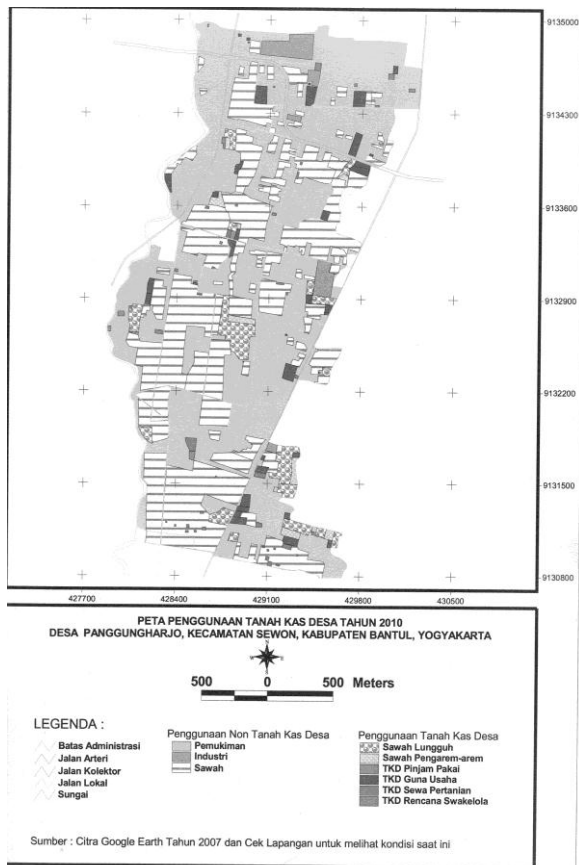 9135000
9134300
9133600
9132900
9132200
9131500
9130800
427700 428400 429100 429800 430500
PETA PENGGUNAAN TANAH KAS DESA TAHUN 2010
DESA PANGGUNGHARJO, KECAMATAN SEWON, KABUPATEN BANTUL, YOGYAKARTA
N
500 0 500 Meters
LEGENDA :
Batas Administrasi
Jalan Arteri
Jalan Kolektor
Jalan Lokal
Sungai
Penggunaan Non Tanah Kas Desa
Pemukiman
Industri
Sawah
Penggunaan Tanah Kas Desa
Sawah Lungguh
Sawah Pengarem-arem
TKD Pinjam Pakai
TKD Guna Usaha
TKD Sewa Pertanian
TKD Rencana Swakelola
Sumber : Citra Google Earth Tahun 2007 dan Cek Lapangan untuk melihat kondisi saat ini